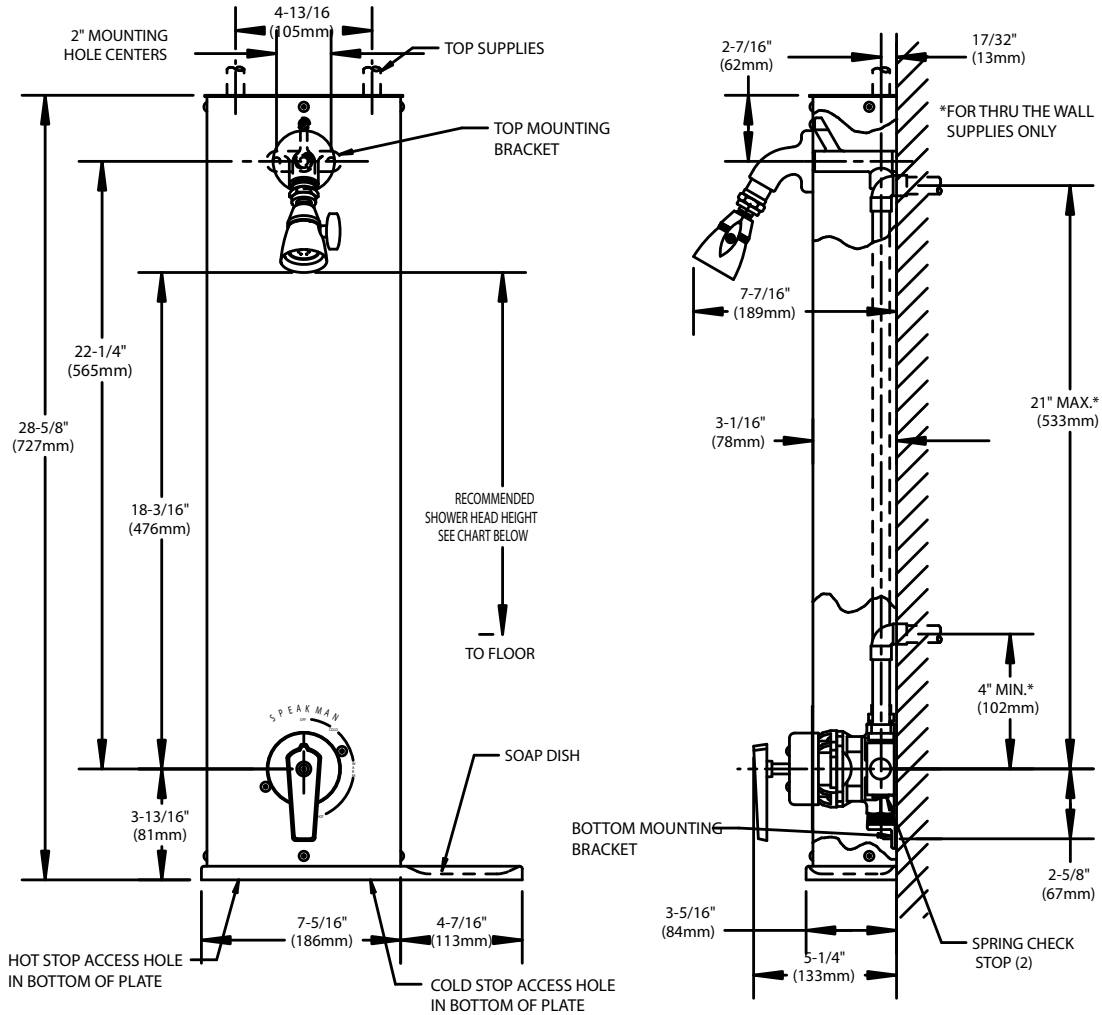 4-13/16
(105mm)
2" MOUNTING
HOLE CENTERS
TOP SUPPLIES
TOP MOUNTING
BRACKET
22-1/4"
(565mm)
28-5/8"
(727mm)
18-3/16"
(476mm)
RECOMMENDED
SHOWER HEAD HEIGHT
SEE CHART BELOW
TO FLOOR
SPEAKMAN
OFF
SOAP DISH
3-13/16"
(81mm)
7-5/16"
(186mm)
4-7/16"
(113mm)
HOT STOP ACCESS HOLE
IN BOTTOM OF PLATE
COLD STOP ACCESS HOLE
IN BOTTOM OF PLATE
2-7/16"
(62mm)
17/32"
(13mm)
*FOR THRU THE WALL
SUPPLIES ONLY
7-7/16"
(189mm)
21" MAX.*
(533mm)
3-1/16"
(78mm)
4" MIN.*
(102mm)
BOTTOM MOUNTING
BRACKET
2-5/8"
(67mm)
3-5/16"
(84mm)
5-1/4"
(133mm)
SPRING CHECK
STOP (2)